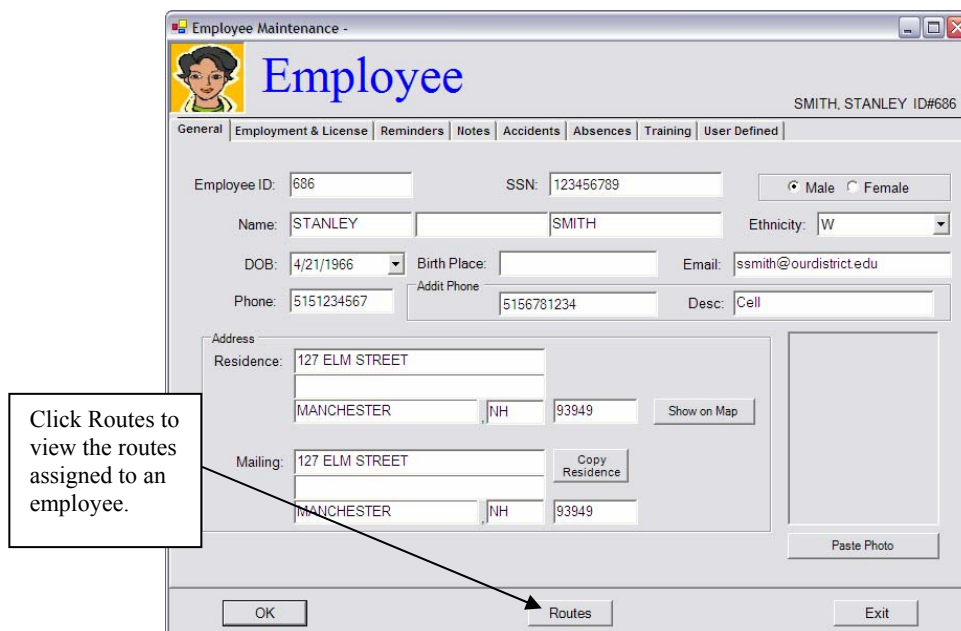 Employee Maintenance -
Employee
SMITH, STANLEY ID#686
General Employment & License Reminders Notes Accidents Absences Training User Defined
Employee ID: 686 SSN: 123456789 Male Female
Name: STANLEY SMITH Ethnicity: W
DOB: 4/21/1966 Birth Place: Email: ssmith@ourdistrict.edu
Addit Phone
Phone: 5151234567 5156781234 Desc: Cell
Address
Residence: 127 ELM STREET
MANCHESTER , NH 93949 Show on Map
Mailing: 127 ELM STREET Copy
Residence
MANCHESTER , NH 93949
Paste Photo
OK Routes Exit
Click Routes to
view the routes
assigned to an
employee.